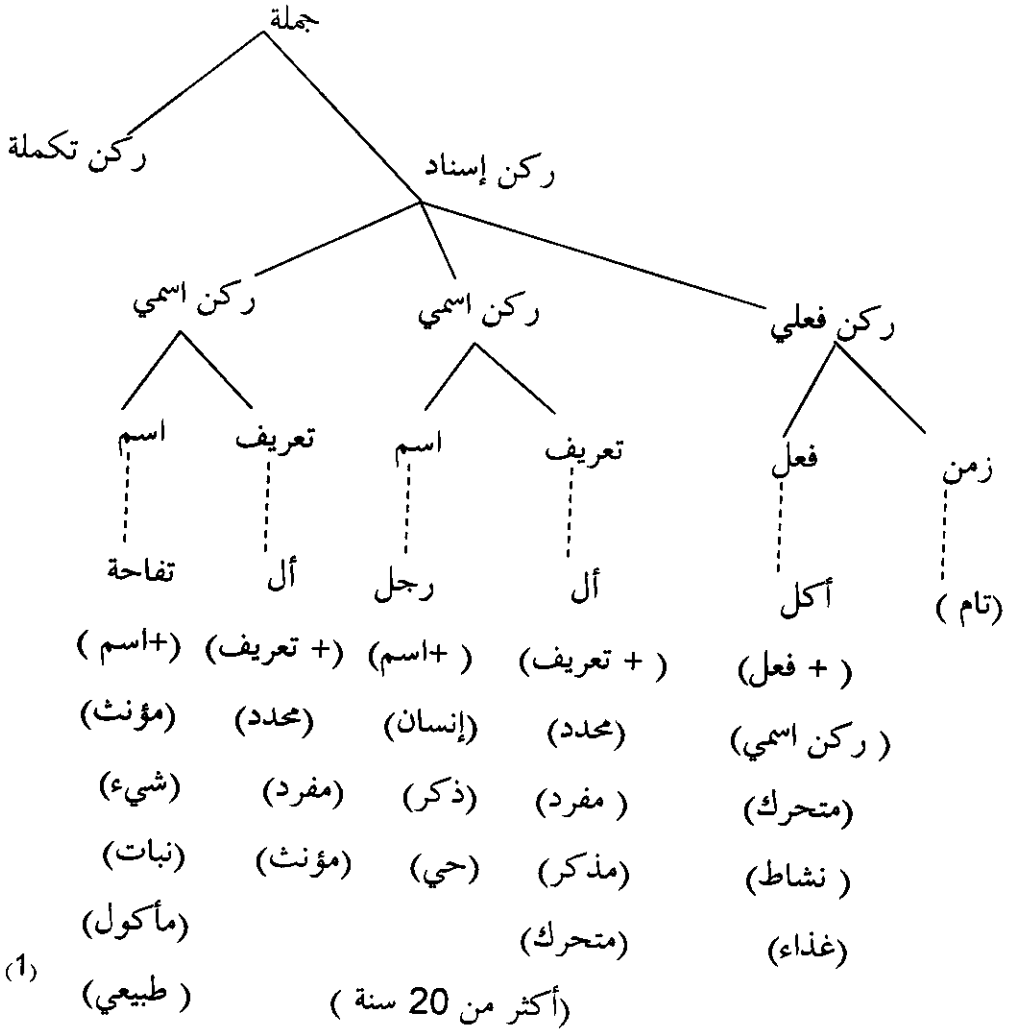 جملة
ركن إسناد ركن تكملة
ركن فعلي ركن اسمي ركن اسمي
زمن فعل تعريف اسم تعريف اسم
(تام ) أكل أل رجل أل تفاحة
( + فعل) ( + تعريف) ( +اسم) (+ تعريف) (+اسم )
( ركن اسمي) (محدد) (إنسان) (محدد) (مؤنث)
(متحرك) ( مفرد) (ذكر) (مفرد) (شيء)
( نشاط) (مذكر) (حي) (مؤنث) (نبات)
(غذاء) (متحرك) (مأكول)
(أكثر من 20 سنة ) ( طبيعي) (1)